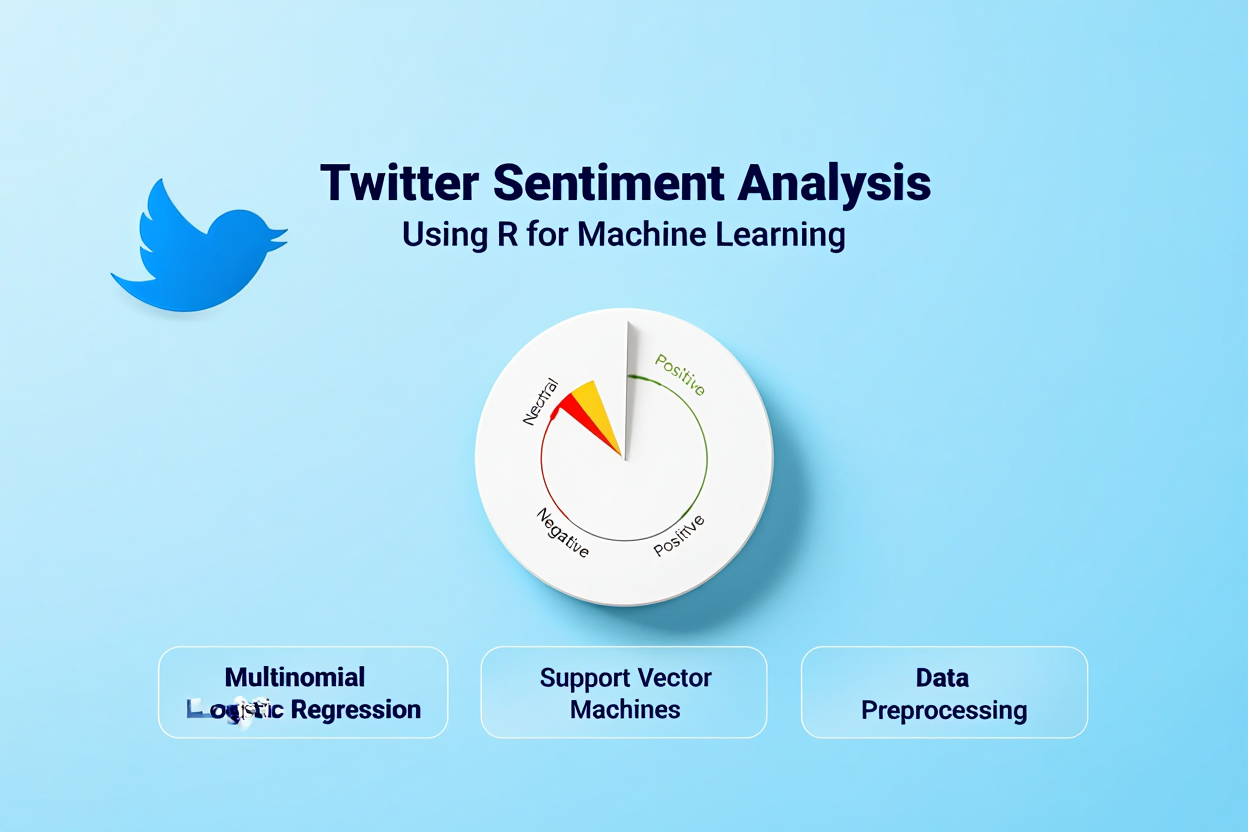 Twitter Sentiment Analysis
Using R for Machine Learning
Positive
Neutral
Negative
Positive
Multinomial
Regression
Support Vector
Machines
Data
Preprocessing